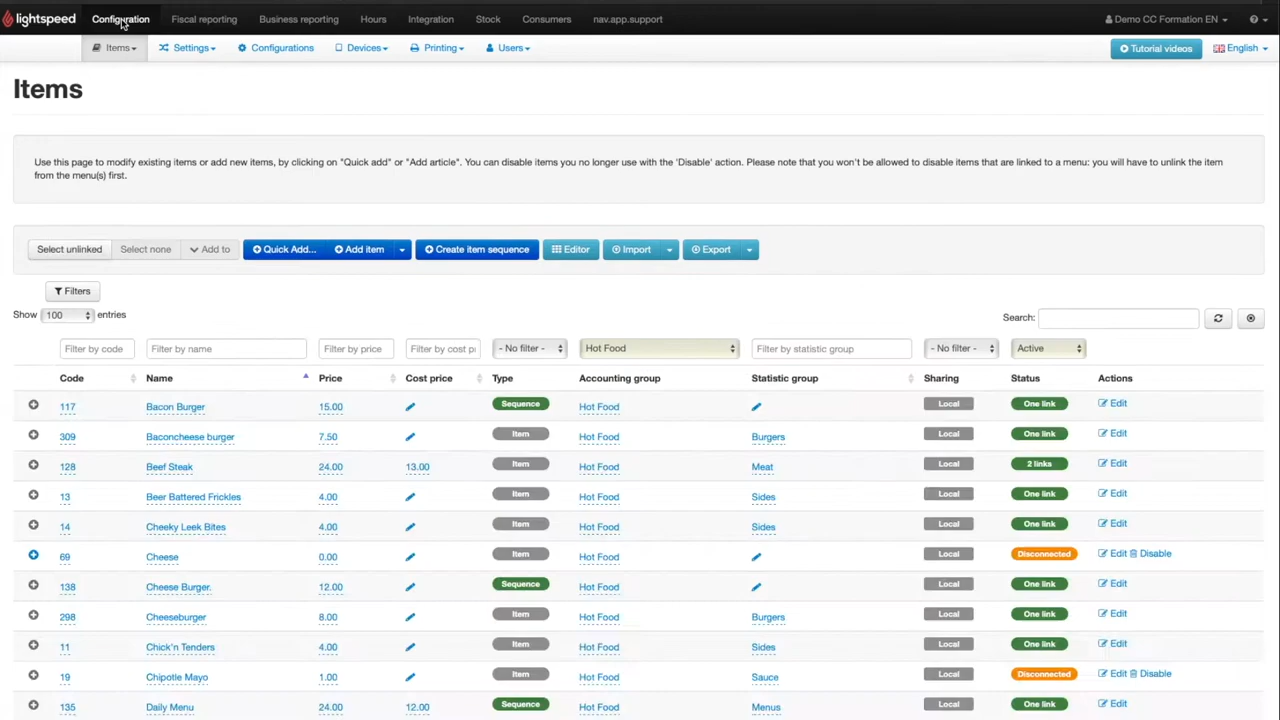 lightspeed Configuration Fiscal reporting Business reporting Hours Integration Stock Consumers nav.app.support Demo CC Formation EN
Items Settings Configurations Devices Printing Users Tutorial videos English
Items
Use this page to modify existing items or add new items, by clicking on "Quick add" or "Add article". You can disable items you no longer use with the 'Disable' action. Please note that you won't be allowed to disable items that are linked to a menu: you will have to unlink the item
from the menu(s) first.
Select unlinked Select none Add to Quick Add... Add item Create item sequence Editor Import Export
Filters
Show 100 entries Search:
Filter by code Filter by name Filter by price Filter by cost p - No filter - Hot Food Filter by statistic group - No filter - Active
Code Name Price Cost price Type Accounting group Statistic group Sharing Status Actions
117 Bacon Burger 15.00 Sequence Hot Food Local One link Edit
309 Baconcheese burger 7.50 Item Hot Food Burgers Local One link Edit
128 Beef Steak 24.00 13.00 Item Hot Food Meat Local 2 links Edit
13 Beer Battered Frickles 4.00 Item Hot Food Sides Local One link Edit
14 Cheeky Leek Bites 4.00 Item Hot Food Sides Local One link Edit
69 Cheese 0.00 Item Hot Food Local Disconnected Edit Disable
138 Cheese Burger. 12.00 Sequence Hot Food Local One link Edit
298 Cheeseburger 8.00 Item Hot Food Burgers Local One link Edit
11 Chick'n Tenders 4.00 Item Hot Food Sides Local One link Edit
19 Chipotle Mayo 1.00 Item Hot Food Sauce Local Disconnected Edit Disable
135 Daily Menu 24.00 12.00 Sequence Hot Food Menus Local One link Edit